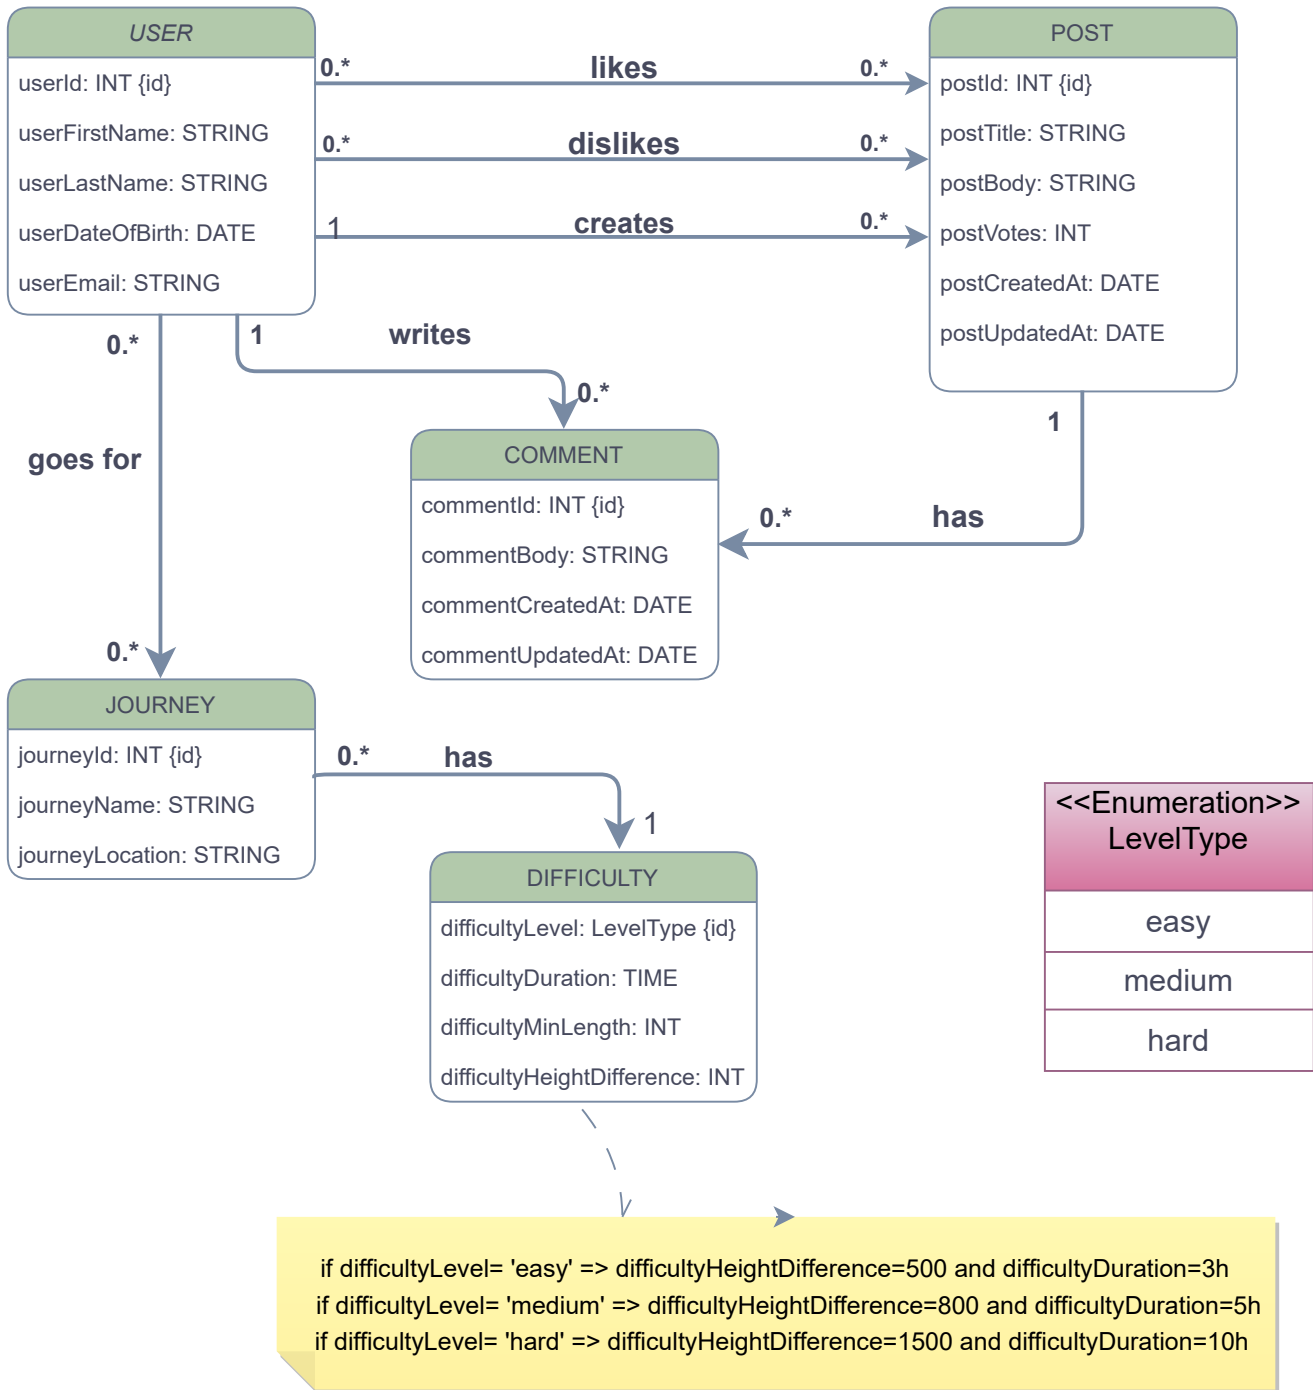 USER
userId: INT {id}
userFirstName: STRING
userLastName: STRING
userDateOfBirth: DATE
userEmail: STRING
0.*
likes
0.*
0.*
dislikes
0.*
1
creates
0.*
POST
postId: INT {id}
postTitle: STRING
postBody: STRING
postVotes: INT
postCreatedAt: DATE
postUpdatedAt: DATE
0.*
1
writes
0.*
goes for
0.*
1
0.*
has
COMMENT
commentId: INT {id}
commentBody: STRING
commentCreatedAt: DATE
commentUpdatedAt: DATE
JOURNEY
journeyId: INT {id}
journeyName: STRING
journeyLocation: STRING
0.*
has
1
DIFFICULTY
difficultyLevel: LevelType {id}
difficultyDuration: TIME
difficultyMinLength: INT
difficultyHeightDifference: INT
<<Enumeration>>
LevelType
easy
medium
hard
if difficultyLevel= 'easy' => difficultyHeightDifference=500 and difficultyDuration=3h
if difficultyLevel= 'medium' => difficultyHeightDifference=800 and difficultyDuration=5h
if difficultyLevel= 'hard' => difficultyHeightDifference=1500 and difficultyDuration=10h